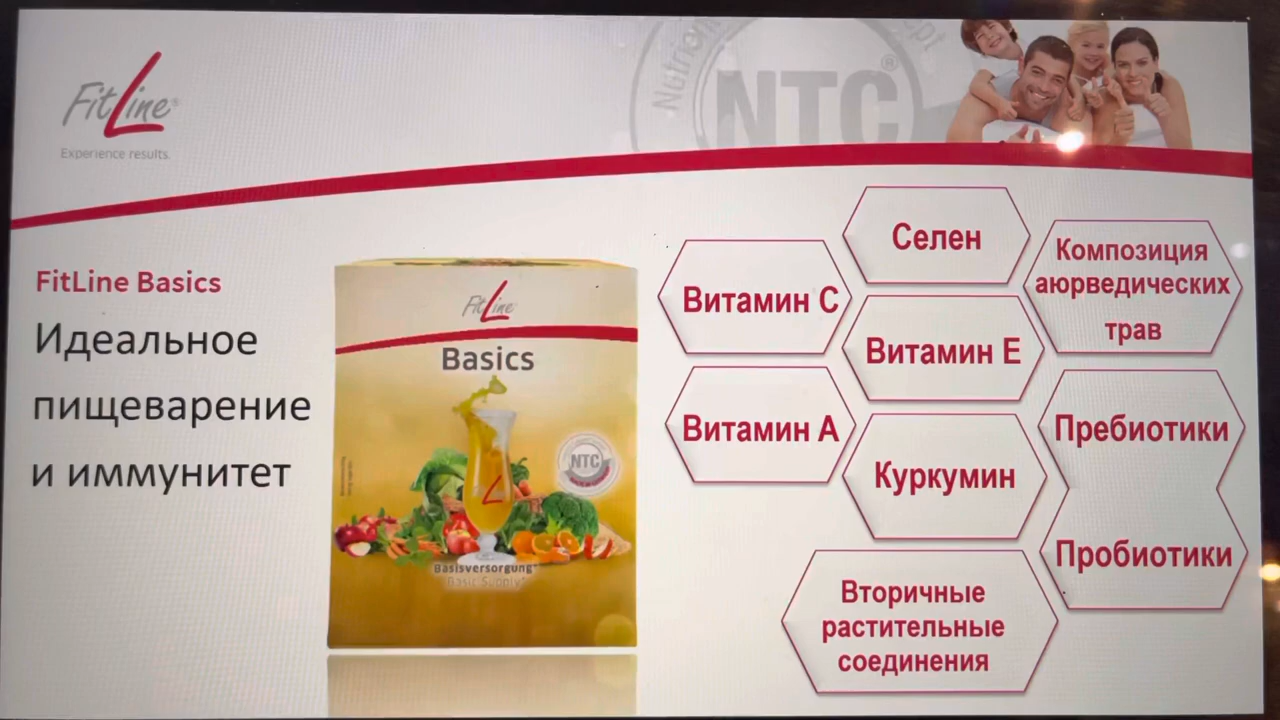 FitLine®
Experience results.
NTC®
FitLine Basics
Идеальное
пищеварение
и иммунитет
FitLine
Basics
NTC
Basisversorgung*
Basic Supply*
Селен
Витамин С
Композиция
аюрведических
трав
Витамин Е
Витамин А
Пребиотики
Куркумин
Пробиотики
Вторичные
растительные
соединения